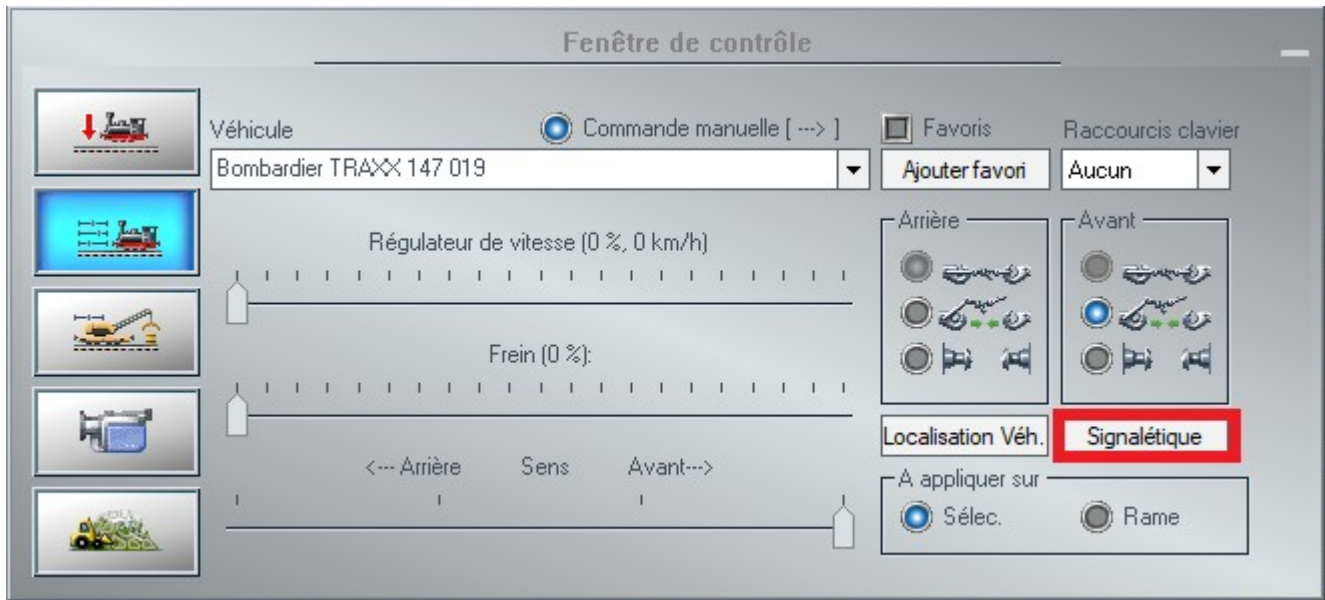 Fenêtre de contrôle
Véhicule
Commande manuelle [ ---> ]
Favoris
Raccourcis clavier
Bombardier TRAXX 147 019
Ajouter favori
Aucun
Régulateur de vitesse (0 %, 0 km/h)
Arrière
Avant
Frein (0 %):
Localisation Véh.
Signalétique
<--- Arrière Sens Avant--->
A appliquer sur
Sélec.
Rame